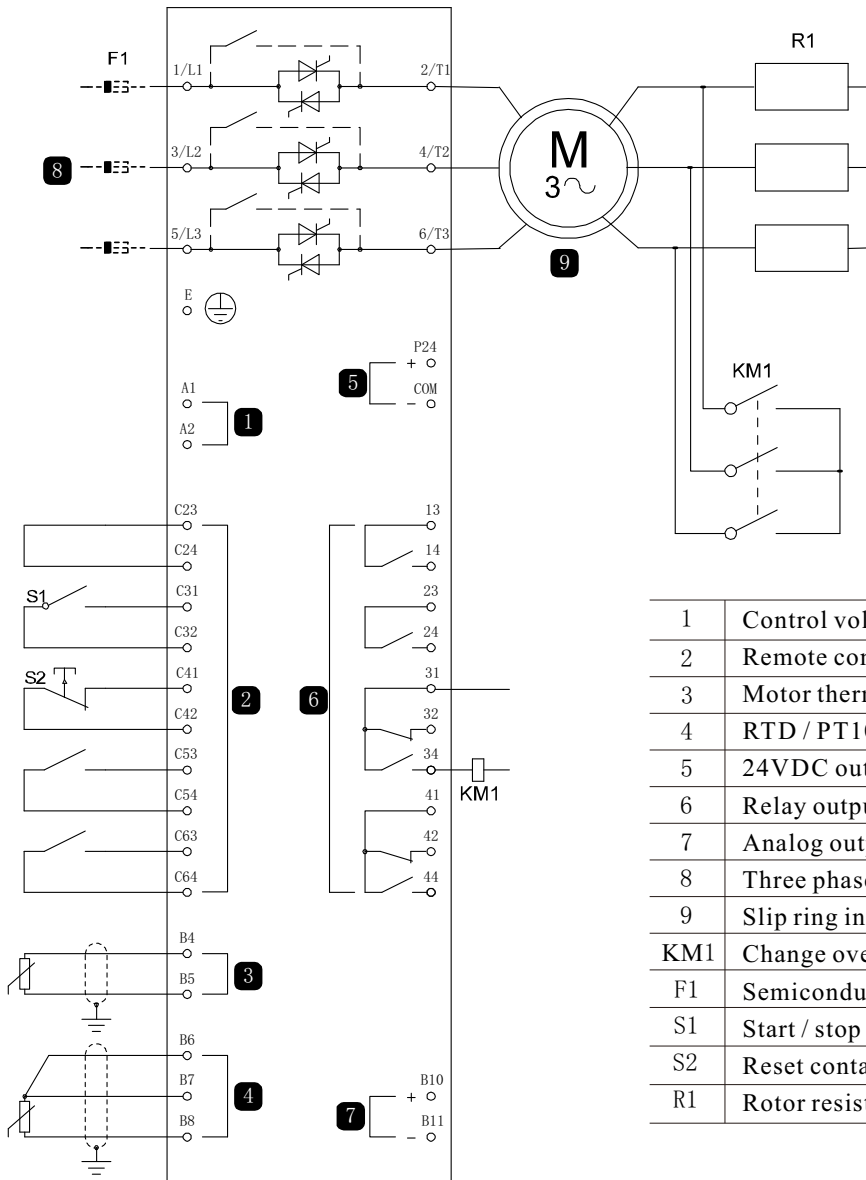 F1
R1
1/L1
2/T1
3/L2
4/T2
8
M
3∿
5/L3
6/T3
9
E
P24
+
5
COM
−
A1
1
A2
KM1
C23
13
C24
14
S1
C31
23
C32
24
S2
C41
2
6
31
C42
32
C53
34
KM1
C54
41
C63
42
C64
44
B4
3
B5
B6
B7
4
B8
B10
+
7
B11
−
1 Control vol
2 Remote con
3 Motor ther
4 RTD / PT10
5 24VDC out
6 Relay outpu
7 Analog out
8 Three phase
9 Slip ring in
KM1 Change ove
F1 Semicondu
S1 Start / stop
S2 Reset conta
R1 Rotor resist